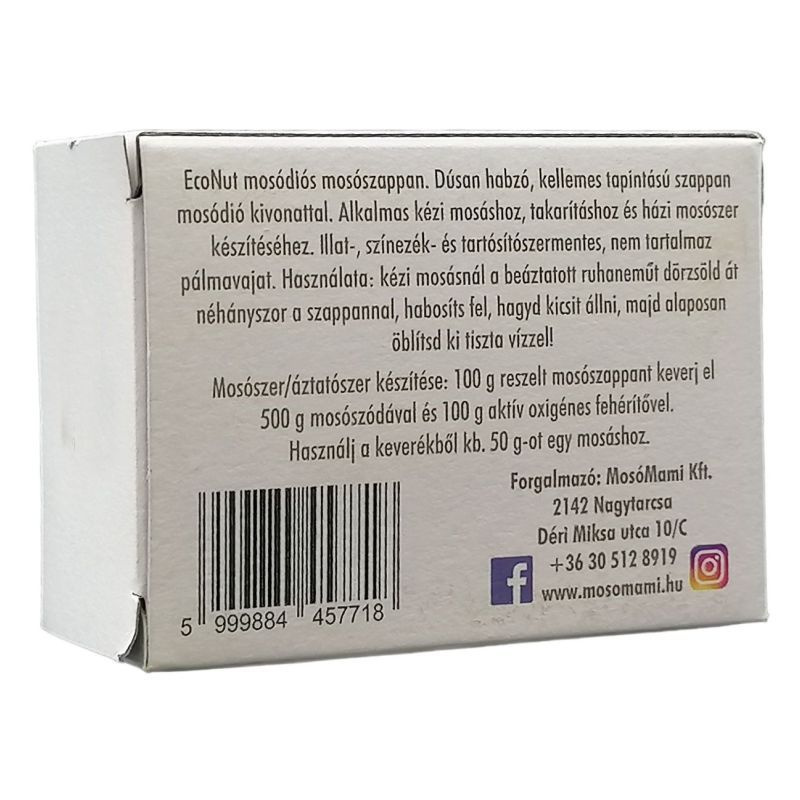 EcoNut mosódiós mosószappan. Dúsan habzó, kellemes tapintású szappan
mosódió kivonattal. Alkalmas kézi mosáshoz, takarításhoz és házi mosószer
készítéséhez. Illat-, színezék- és tartósítószermentes, nem tartalmaz
pálmavajat. Használata: kézi mosásnál a beáztatott ruhaneműt dörzsöld át
néhányszor a szappannal, habosíts fel, hagyd kicsit állni, majd alaposan
öblítsd ki tiszta vízzel!
Mosószer/áztatószer készítése: 100 g reszelt mosószappant keverj el
500 g mosószódával és 100 g aktív oxigénes fehérítővel.
Használj a keverékből kb. 50 g-ot egy mosáshoz.
Forgalmazó: MosóMami Kft.
2142 Nagytarcsa
Déri Miksa utca 10/C
+36 30 512 8919
www.mosomami.hu
5 999884 457718